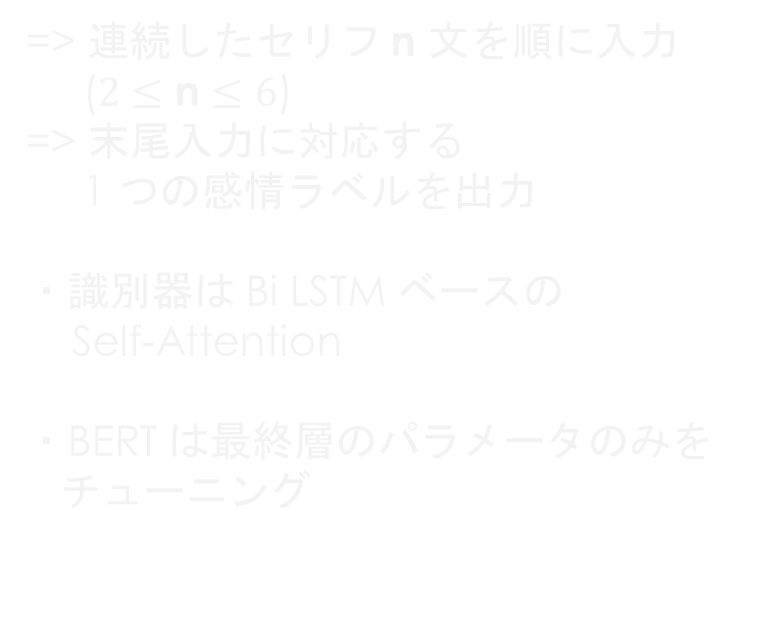 => 連続したセリフ n 文を順に入力
(2 ≤ n ≤ 6)
=> 末尾入力に対応する
1 つの感情ラベルを出力
・識別器は Bi LSTM ベースの
Self-Attention
・BERT は最終層のパラメータのみを
チューニング